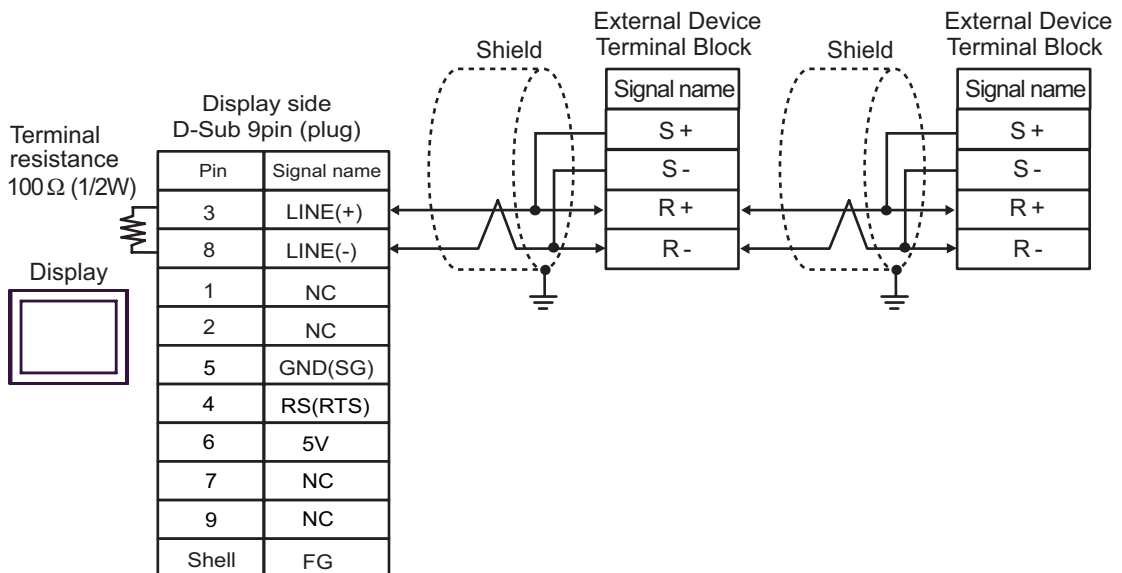 Terminal
resistance
100Ω (1/2W)
Display
Display side
D-Sub 9pin (plug)
Pin Signal name
3 LINE(+)
8 LINE(-)
1 NC
2 NC
5 GND(SG)
4 RS(RTS)
6 5V
7 NC
9 NC
Shell FG
Shield
External Device
Terminal Block
Signal name
S +
S -
R +
R -
Shield
External Device
Terminal Block
Signal name
S +
S -
R +
R -